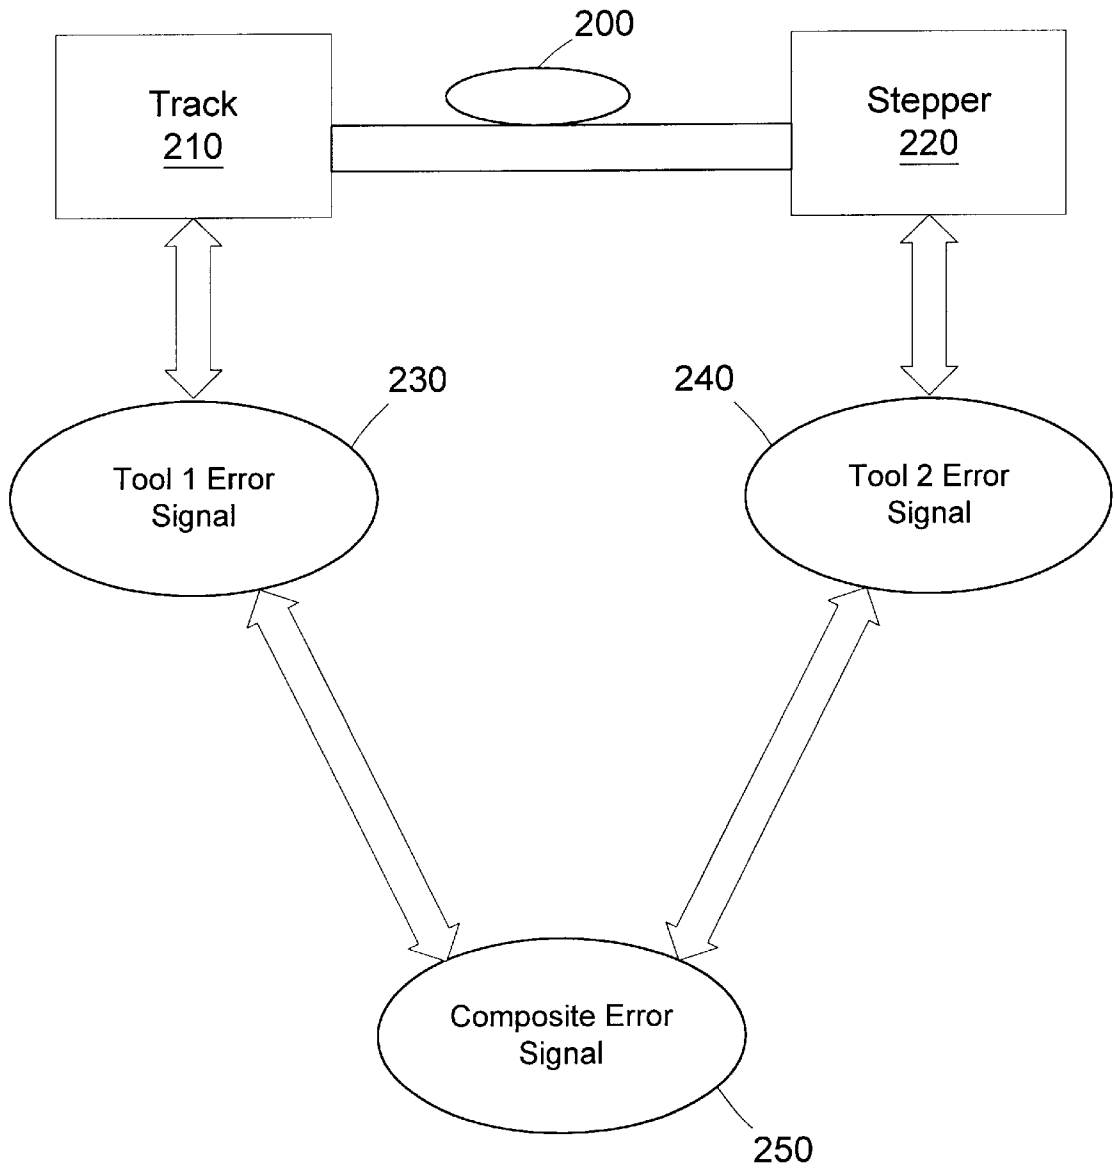 200
Track
210
Stepper
220
230
240
Tool 1 Error
Signal
Tool 2 Error
Signal
Composite Error
Signal
250